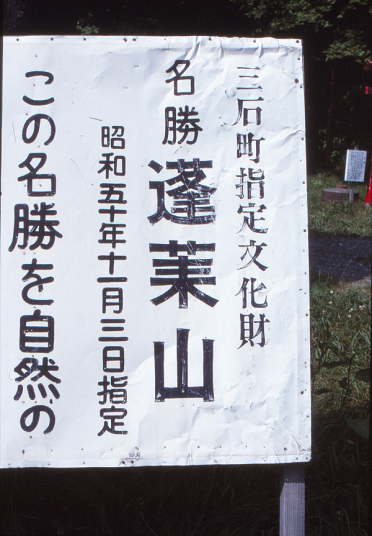 三石町指定文化財
名勝
蓬莱山
昭和五十年十一月三日指定
この名勝を自然の